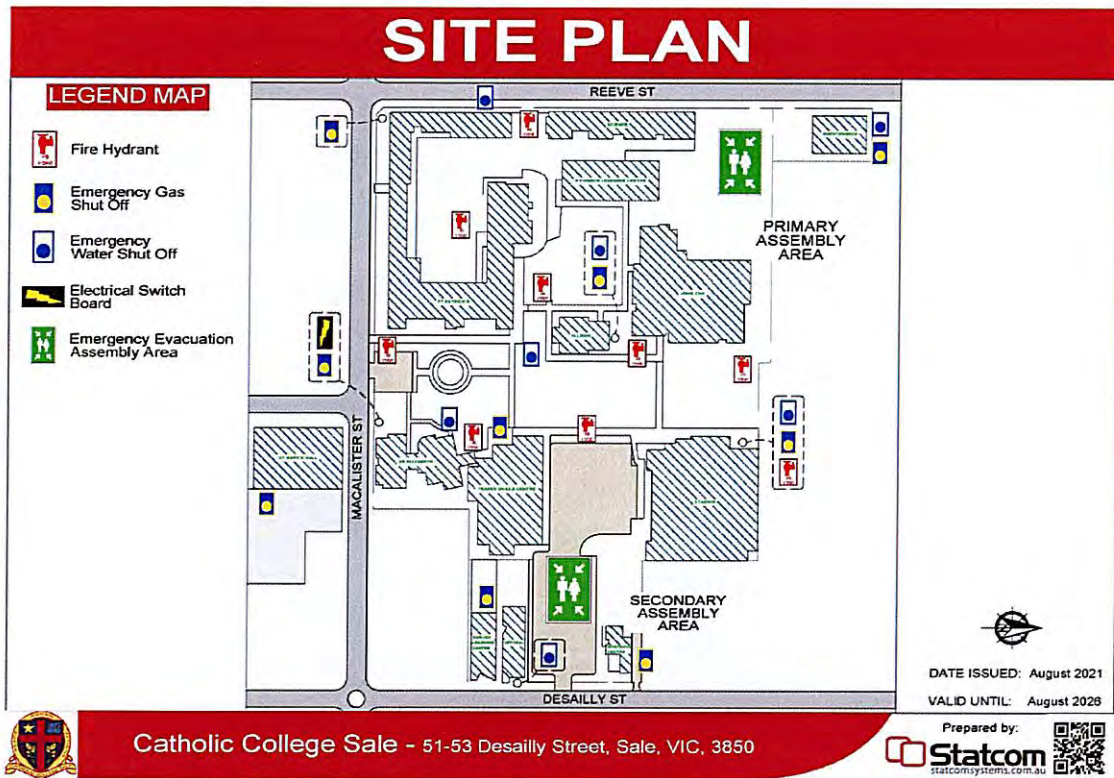 SITE PLAN
LEGEND MAP
Fire Hydrant
Emergency Gas
Shut Off
Emergency
Water Shut Off
Electrical Switch
Board
Emergency Evacuation
Assembly Area
REEVE ST
PRIMARY
ASSEMBLY
AREA
MACALISTER ST
SECONDARY
ASSEMBLY
AREA
DESAILLY ST
DATE ISSUED: August 2021
VALID UNTIL: August 2026
Catholic College Sale - 51-53 Desailly Street, Sale, VIC, 3850
Prepared by:
Statcom
statcomsystems.com.au